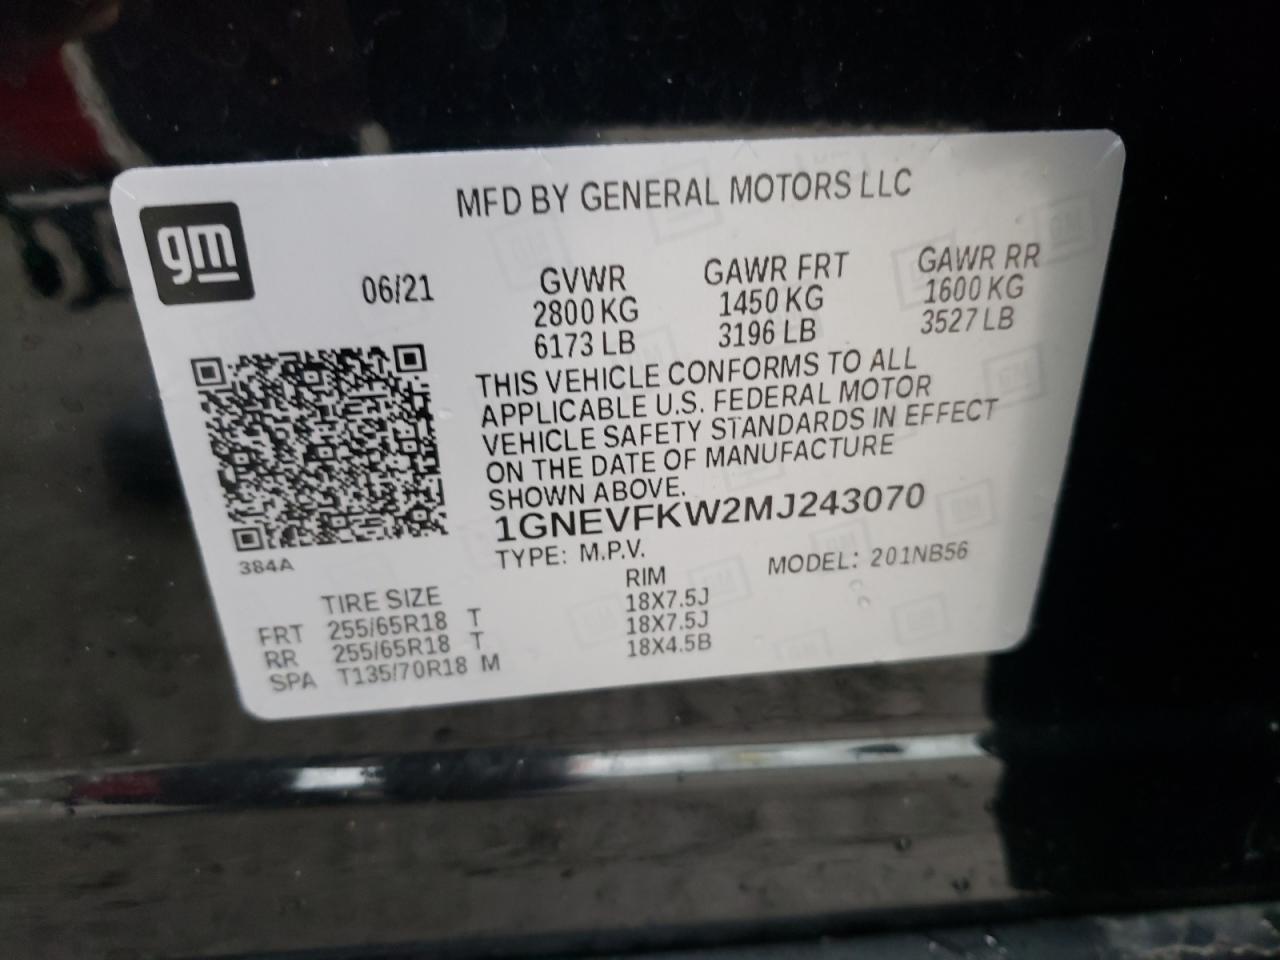 gm
MFD BY GENERAL MOTORS LLC
06/21
GVWR
2800 KG
6173 LB
GAWR FRT
1450 KG
3196 LB
GAWR RR
1600 KG
3527 LB
THIS VEHICLE CONFORMS TO ALL
APPLICABLE U.S. FEDERAL MOTOR
VEHICLE SAFETY STANDARDS IN EFFECT
ON THE DATE OF MANUFACTURE
SHOWN ABOVE.
1GNEVFKW2MJ243070
TYPE: M.P.V. MODEL: 201NB56
384A
TIRE SIZE RIM
FRT 255/65R18 T 18X7.5J
RR 255/65R18 T 18X7.5J
SPA T135/70R18 M 18X4.5B